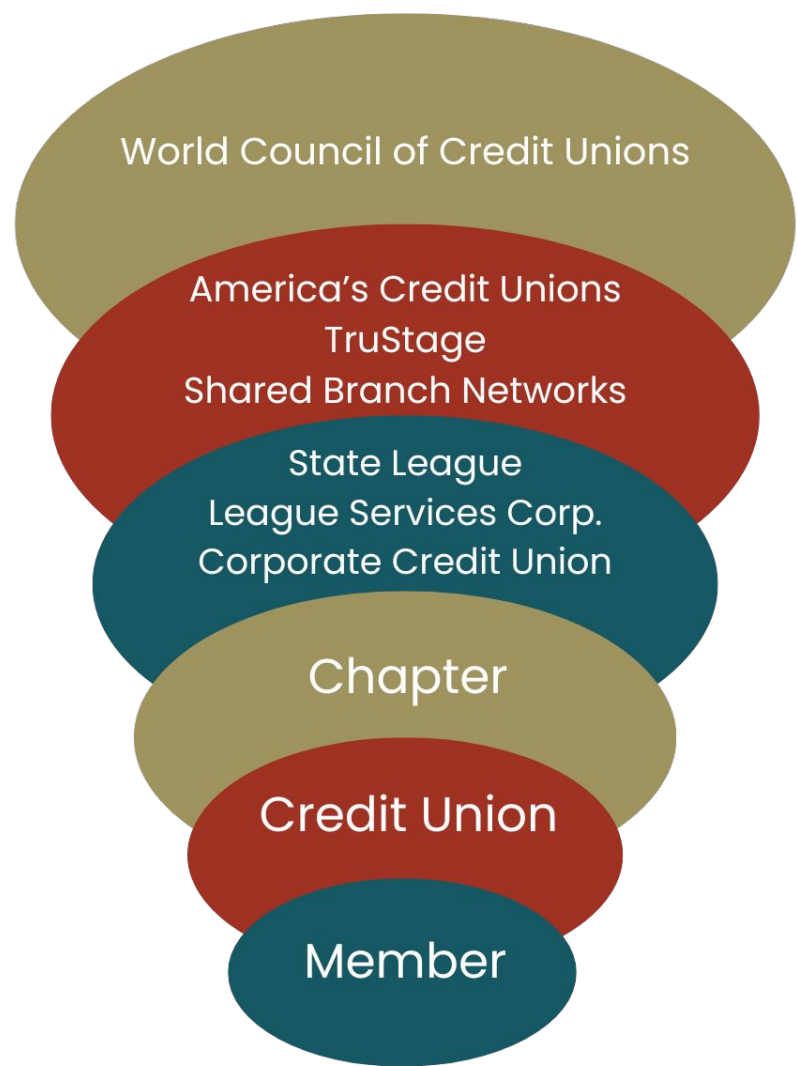 World Council of Credit Unions
America’s Credit Unions
TruStage
Shared Branch Networks
State League
League Services Corp.
Corporate Credit Union
Chapter
Credit Union
Member